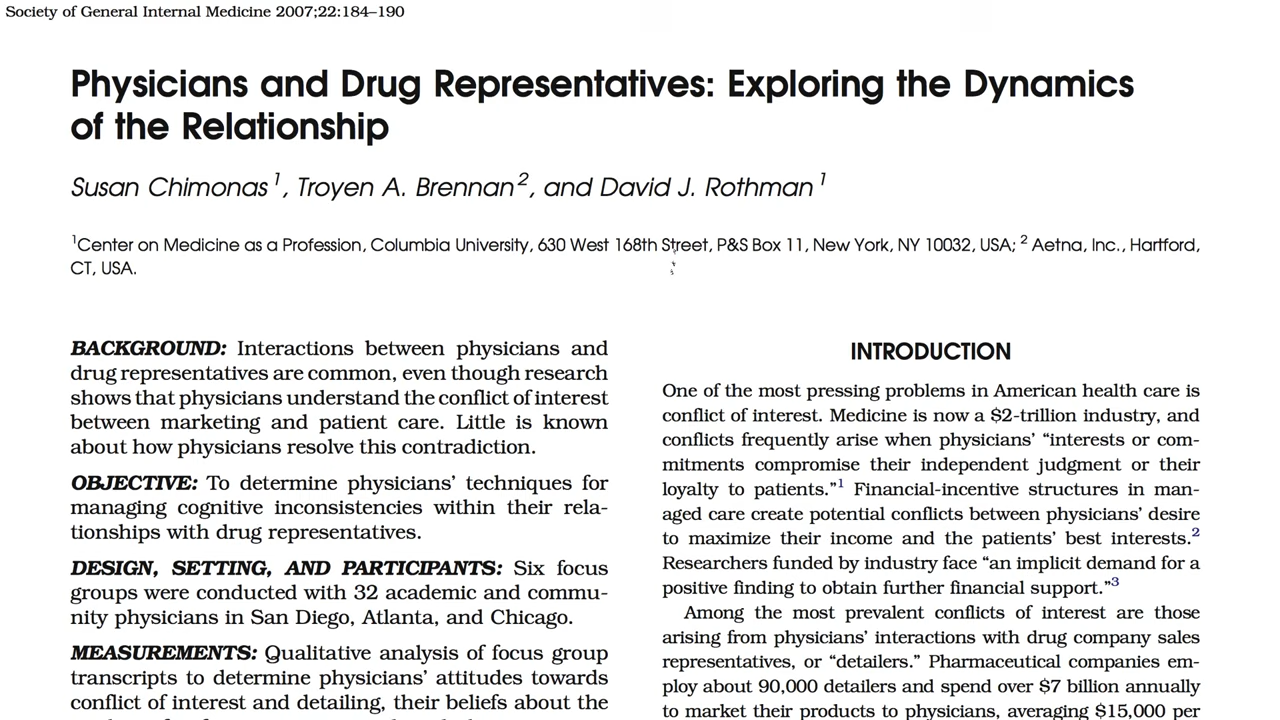 Society of General Internal Medicine 2007;22:184–190
Physicians and Drug Representatives: Exploring the Dynamics
of the Relationship
Susan Chimonas¹, Troyen A. Brennan², and David J. Rothman¹
¹Center on Medicine as a Profession, Columbia University, 630 West 168th Street, P&S Box 11, New York, NY 10032, USA; ² Aetna, Inc., Hartford,
CT, USA.
BACKGROUND: Interactions between physicians and
drug representatives are common, even though research
shows that physicians understand the conflict of interest
between marketing and patient care. Little is known
about how physicians resolve this contradiction.
OBJECTIVE: To determine physicians’ techniques for
managing cognitive inconsistencies within their rela-
tionships with drug representatives.
DESIGN, SETTING, AND PARTICIPANTS: Six focus
groups were conducted with 32 academic and commu-
nity physicians in San Diego, Atlanta, and Chicago.
MEASUREMENTS: Qualitative analysis of focus group
transcripts to determine physicians’ attitudes towards
conflict of interest and detailing, their beliefs about the
INTRODUCTION
One of the most pressing problems in American health care is
conflict of interest. Medicine is now a $2-trillion industry, and
conflicts frequently arise when physicians’ “interests or com-
mitments compromise their independent judgment or their
loyalty to patients.”¹ Financial-incentive structures in man-
aged care create potential conflicts between physicians’ desire
to maximize their income and the patients’ best interests.²
Researchers funded by industry face “an implicit demand for a
positive finding to obtain further financial support.”³
Among the most prevalent conflicts of interest are those
arising from physicians’ interactions with drug company sales
representatives, or “detailers.” Pharmaceutical companies em-
ploy about 90,000 detailers and spend over $7 billion annually
to market their products to physicians, averaging $15,000 per